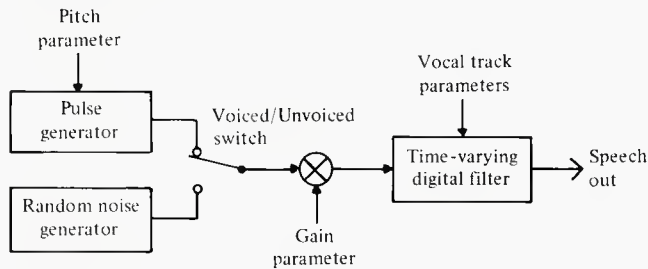 Pitch
parameter
Pulse
generator
Voiced/Unvoiced
switch
Random noise
generator
Gain
parameter
Vocal track
parameters
Time-varying
digital filter
Speech
out